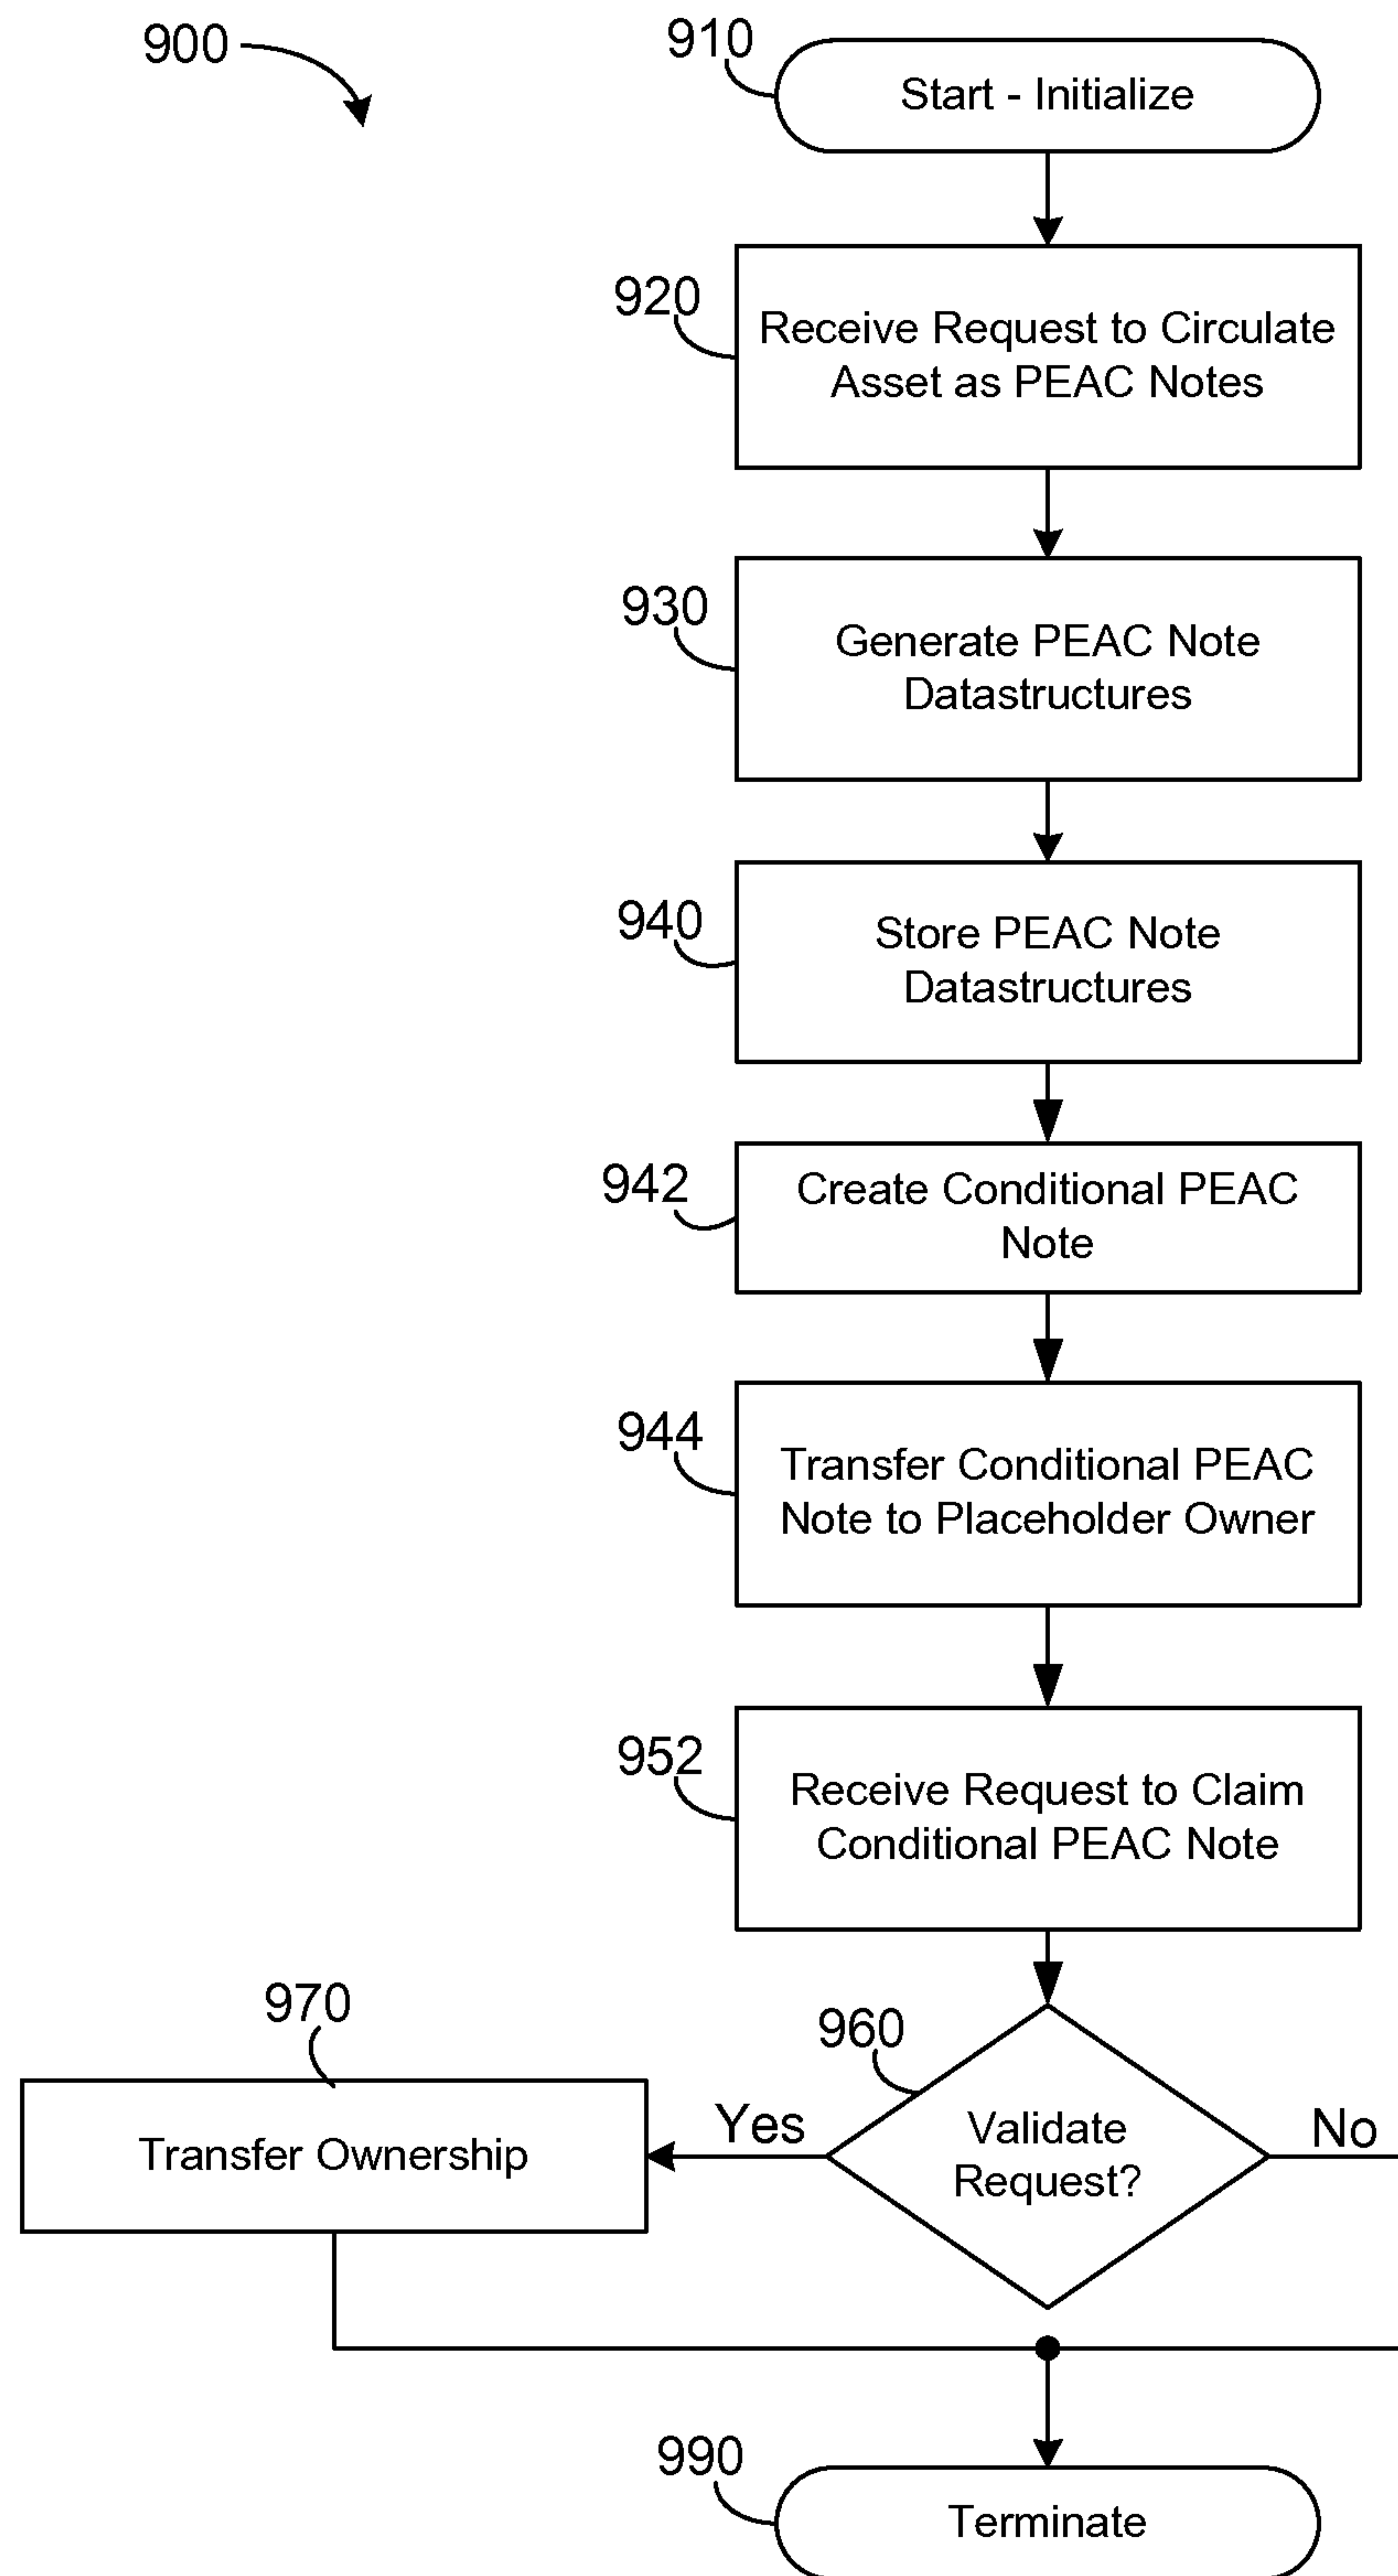 900
910
Start - Initialize
920
Receive Request to Circulate
Asset as PEAC Notes
930
Generate PEAC Note
Datastructures
940
Store PEAC Note
Datastructures
942
Create Conditional PEAC
Note
944
Transfer Conditional PEAC
Note to Placeholder Owner
952
Receive Request to Claim
Conditional PEAC Note
970
Transfer Ownership
Yes
960
Validate
Request?
No
990
Terminate